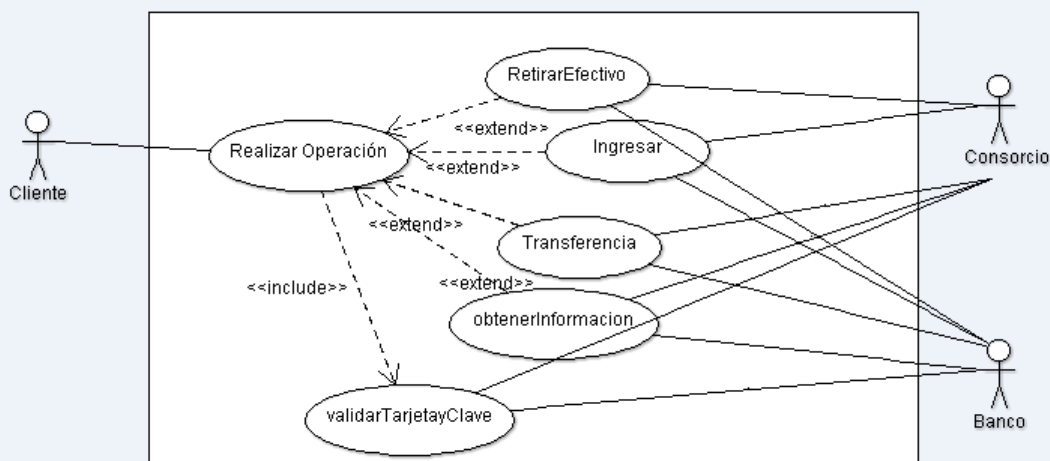 RetirarEfectivo
<<extend>>
Realizar Operación
Ingresar
<<extend>>
Cliente
Consorcio
<<extend>>
Transferencia
<<include>>
<<extend>>
obtenerInformacion
validarTarjetayClave
Banco